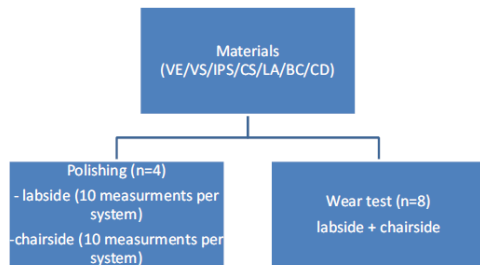 Materials
(VE/VS/IPS/CS/LA/BC/CD)
Polishing (n=4)
- labside (10 measurments per
system)
-chairside (10 measurments per
system)
Wear test (n=8)
labside + chairside